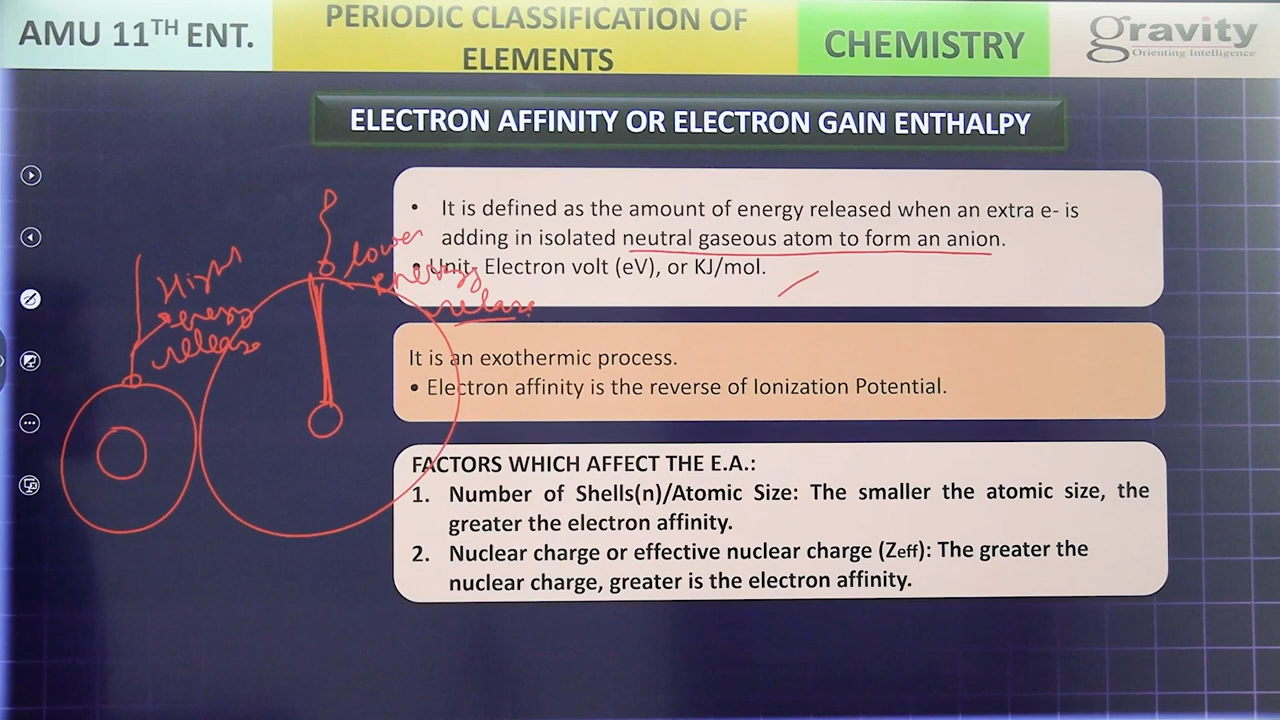 AMU 11TH ENT.
PERIODIC CLASSIFICATION OF
ELEMENTS
CHEMISTRY
gravity
Orienting Intelligence
ELECTRON AFFINITY OR ELECTRON GAIN ENTHALPY
• It is defined as the amount of energy released when an extra e- is
adding in isolated neutral gaseous atom to form an anion.
• Unit- Electron volt (eV), or KJ/mol.
lower
energy
relase
High
energy
release
It is an exothermic process.
• Electron affinity is the reverse of Ionization Potential.
FACTORS WHICH AFFECT THE E.A.:
1. Number of Shells(n)/Atomic Size: The smaller the atomic size, the
greater the electron affinity.
2. Nuclear charge or effective nuclear charge (Zeff): The greater the
nuclear charge, greater is the electron affinity.